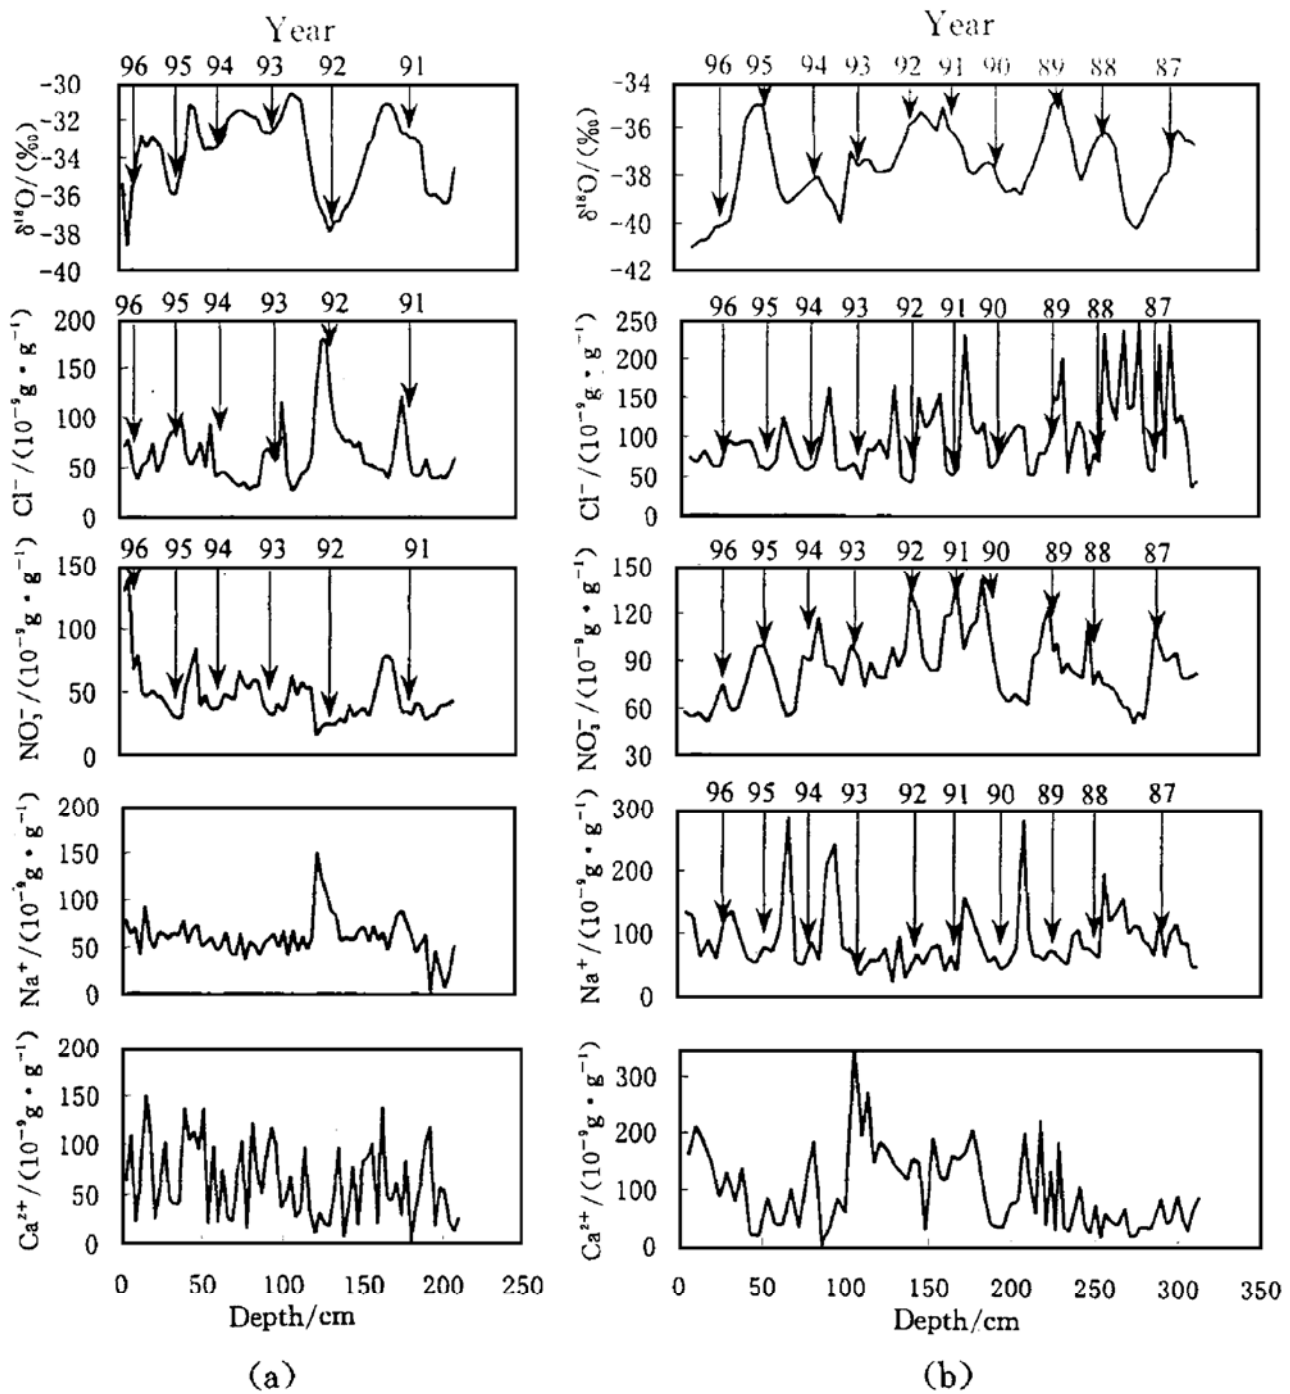 Year
96 95 94 93 92 91
-30
-32
-34
-36
-38
-40
δ¹⁸O/(‰)
96 95 94 93 92 91
200
150
100
50
0
Cl⁻/(10⁻⁹g·g⁻¹)
96 95 94 93 92 91
150
100
50
0
NO₃⁻/(10⁻⁹g·g⁻¹)
200
150
100
50
0
Na⁺/(10⁻⁹g·g⁻¹)
200
150
100
50
0
Ca²⁺/(10⁻⁹g·g⁻¹)
0 50 100 150 200 250
Depth/cm
(a)
Year
96 95 94 93 92 91 90 89 88 87
-34
-36
-38
-40
-42
δ¹⁸O/(‰)
96 95 94 93 92 91 90 89 88 87
250
200
150
100
50
0
Cl⁻/(10⁻⁹g·g⁻¹)
96 95 94 93 92 91 90 89 88 87
150
120
90
60
30
NO₃⁻/(10⁻⁹g·g⁻¹)
96 95 94 93 92 91 90 89 88 87
300
200
100
0
Na⁺/(10⁻⁹g·g⁻¹)
300
200
100
0
Ca²⁺/(10⁻⁹g·g⁻¹)
0 50 100 150 200 250 300 350
Depth/cm
(b)